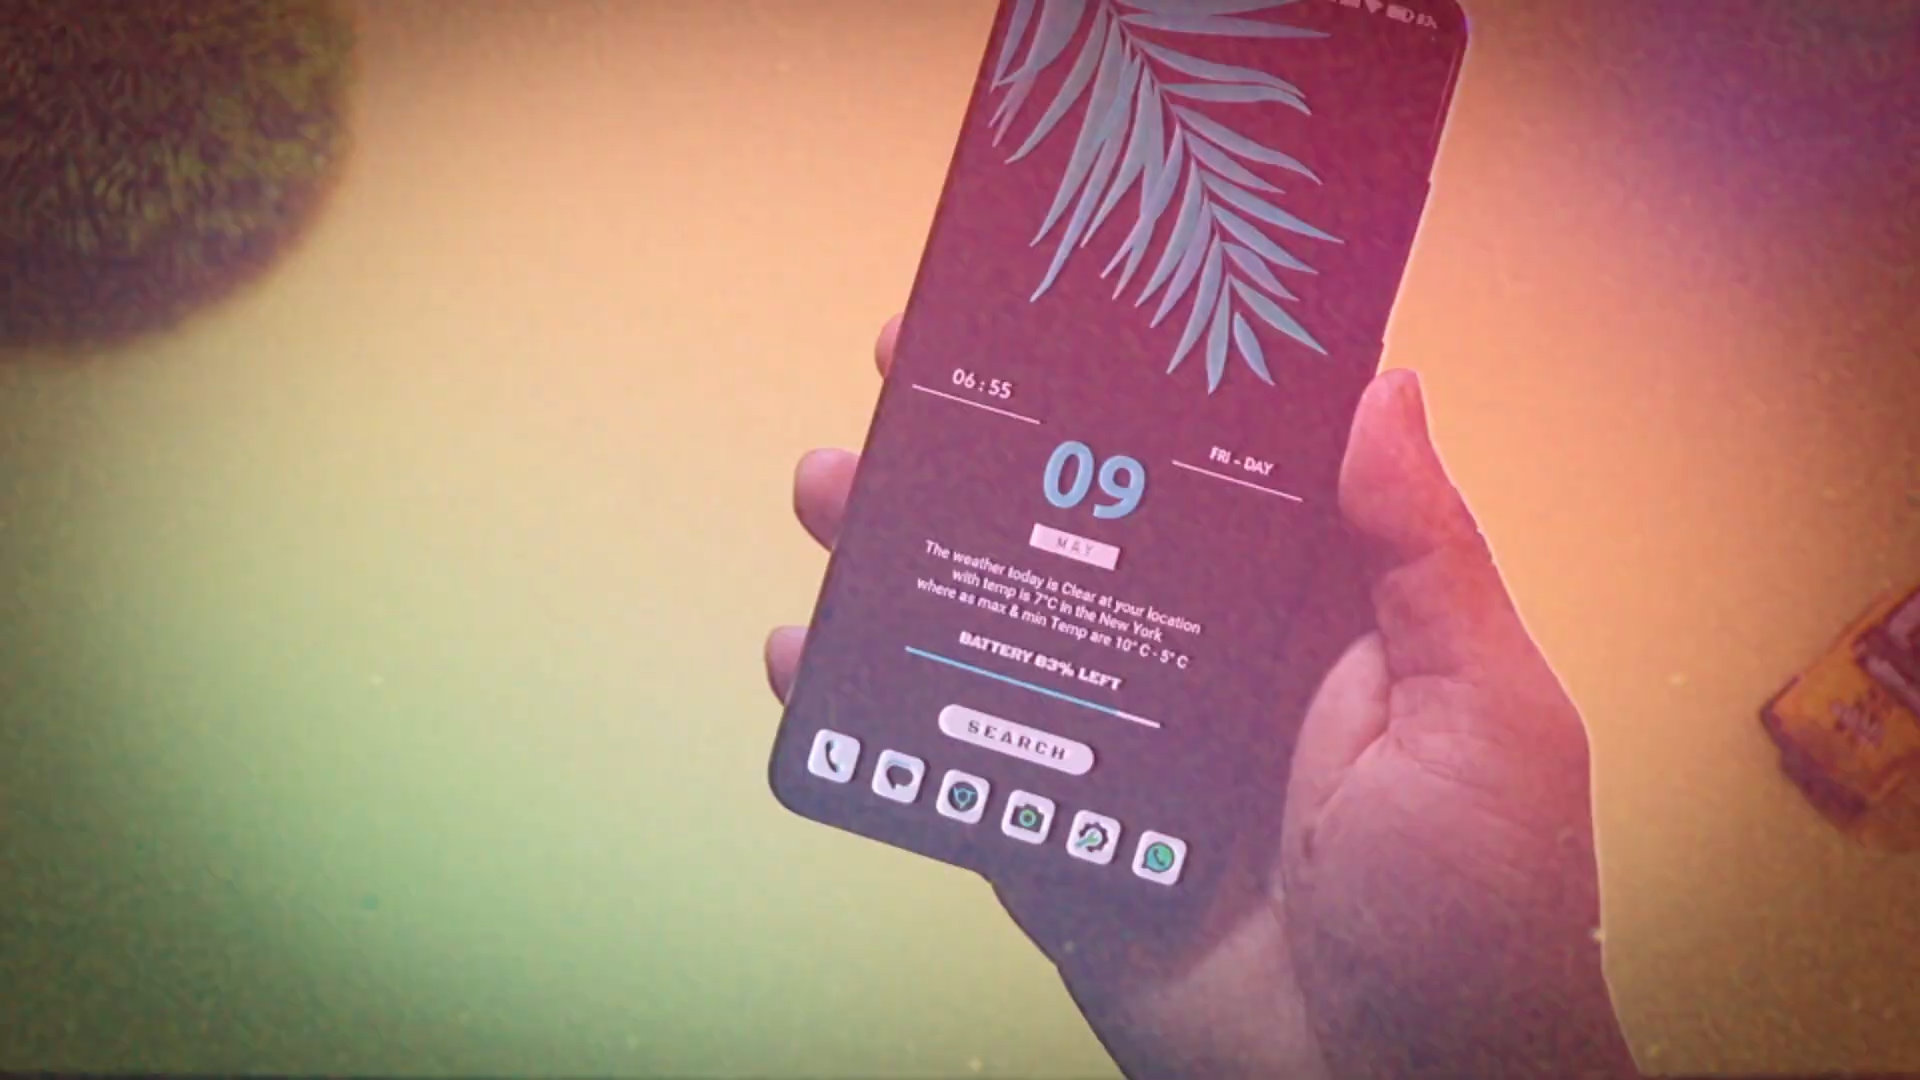 06:55
FRI - DAY
09
MAY
The weather today is Clear at your location
with temp is 7°C In the New York
where as max & min Temp are 10° C - 5° C
BATTERY 83% LEFT
SEARCH